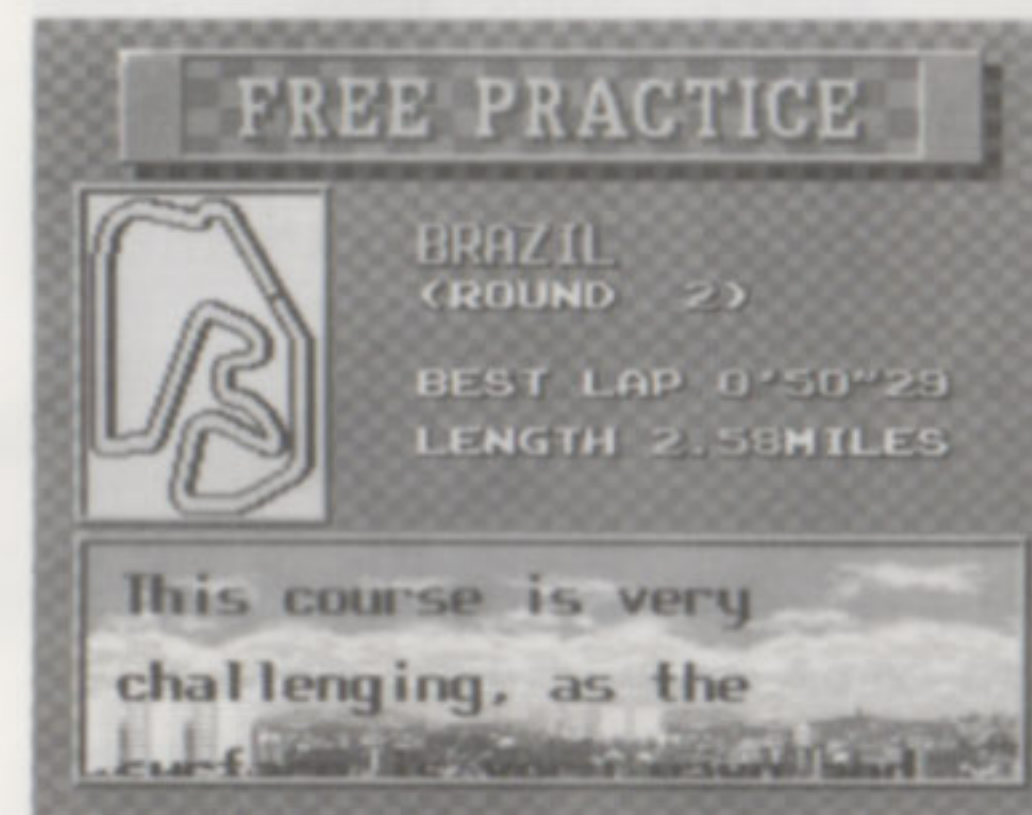 FREE PRACTICE
BRAZIL
(ROUND 2)
BEST LAP 0'50"29
LENGTH 2.58MILES
This course is very
challenging, as the